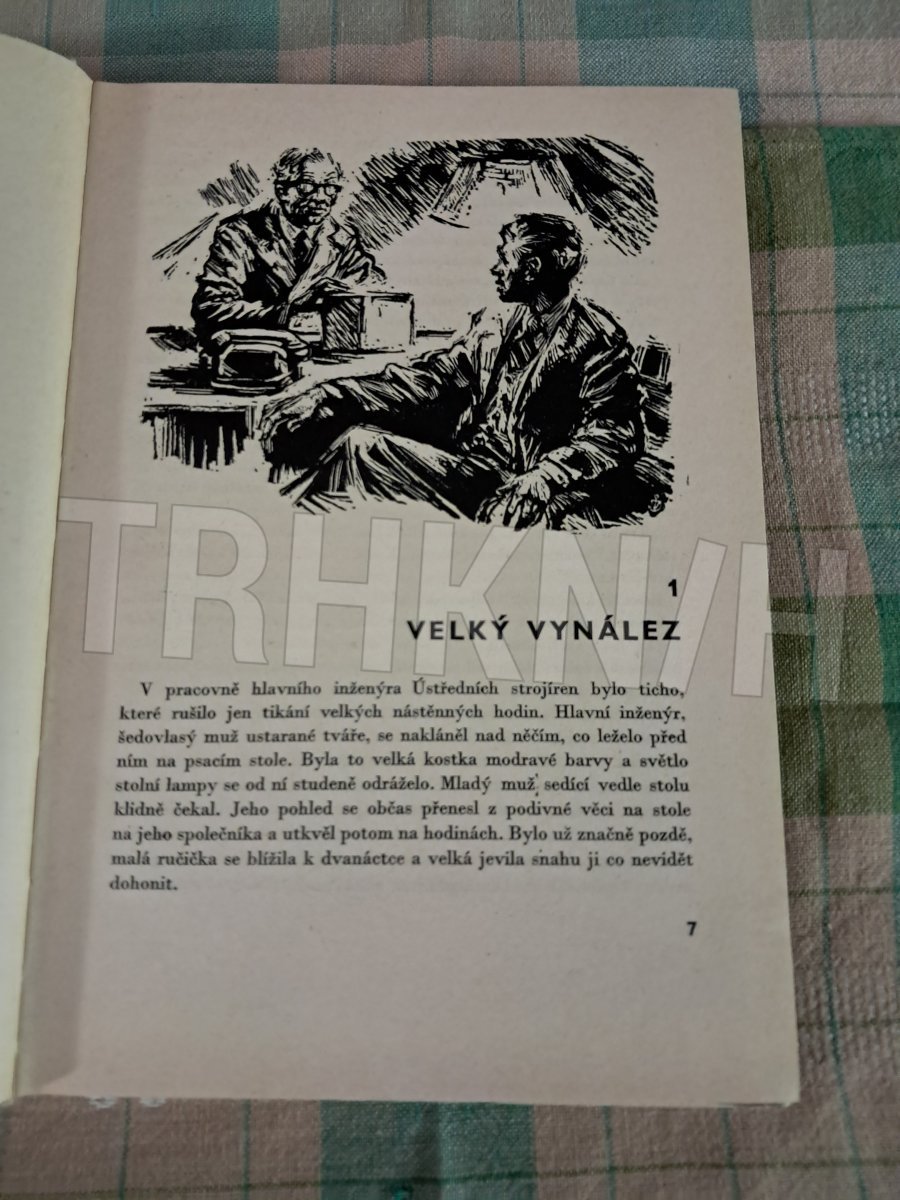 1
VELKÝ VYNÁLEZ
V pracovně hlavního inženýra Ústředních strojíren bylo ticho,
které rušilo jen tikání velkých nástěnných hodin. Hlavní inženýr,
šedovlasý muž ustarané tváře, se nakláněl nad něčím, co leželo před
ním na psacím stole. Byla to velká kostka modravé barvy a světlo
stolní lampy se od ní studeně odráželo. Mladý muž, sedící vedle stolu
klidně čekal. Jeho pohled se občas přenesl z podivné věci na stole
na jeho společníka a utkvěl potom na hodinách. Bylo už značně pozdě,
malá ručička se blížila k dvanáctce a velká jevila snahu ji co nevidět
dohonit.
7
TRHKN/H